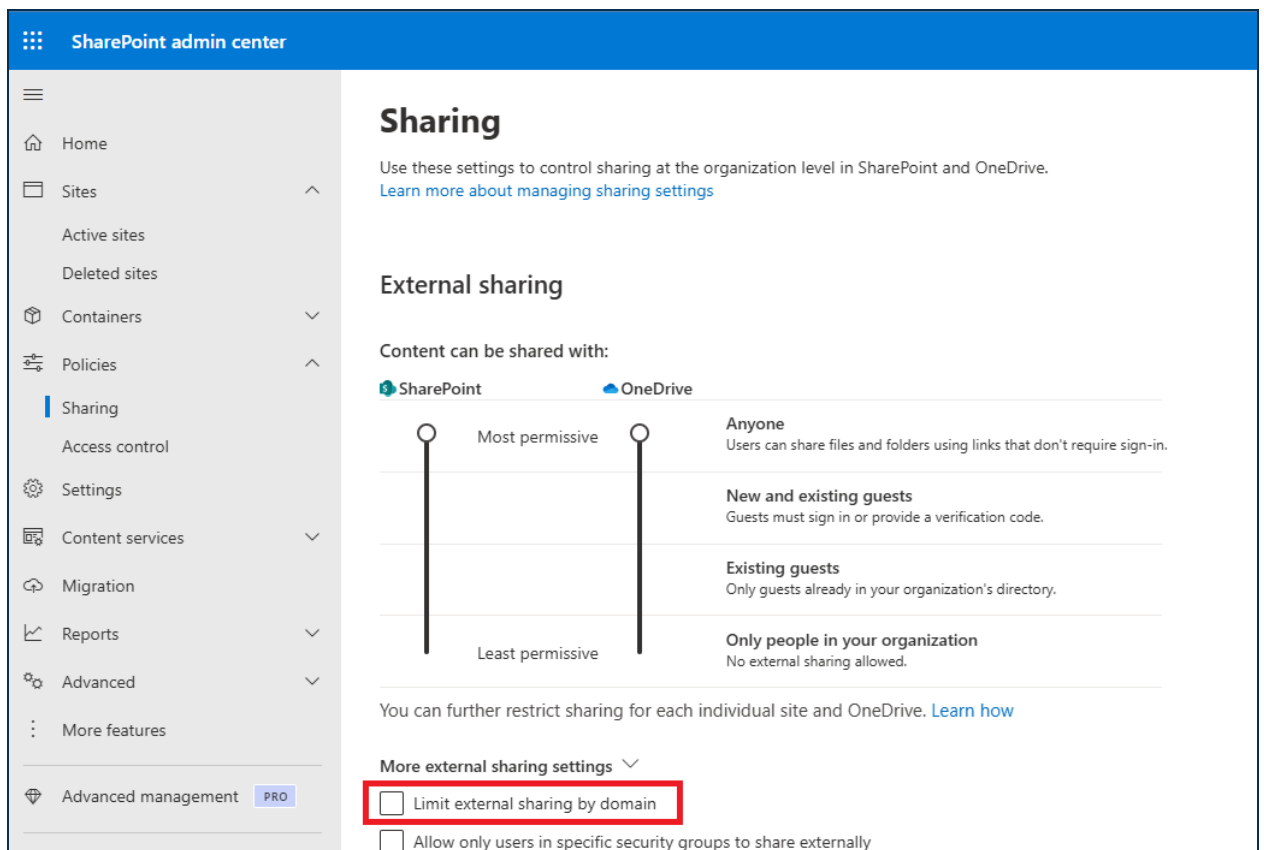 SharePoint admin center
Home
Sites
Active sites
Deleted sites
Containers
Policies
Sharing
Access control
Settings
Content services
Migration
Reports
Advanced
More features
Advanced management PRO
Sharing
Use these settings to control sharing at the organization level in SharePoint and OneDrive.
Learn more about managing sharing settings
External sharing
Content can be shared with:
SharePoint OneDrive
Most permissive
Anyone
Users can share files and folders using links that don't require sign-in.
New and existing guests
Guests must sign in or provide a verification code.
Existing guests
Only guests already in your organization's directory.
Least permissive
Only people in your organization
No external sharing allowed.
You can further restrict sharing for each individual site and OneDrive. Learn how
More external sharing settings
Limit external sharing by domain
Allow only users in specific security groups to share externally